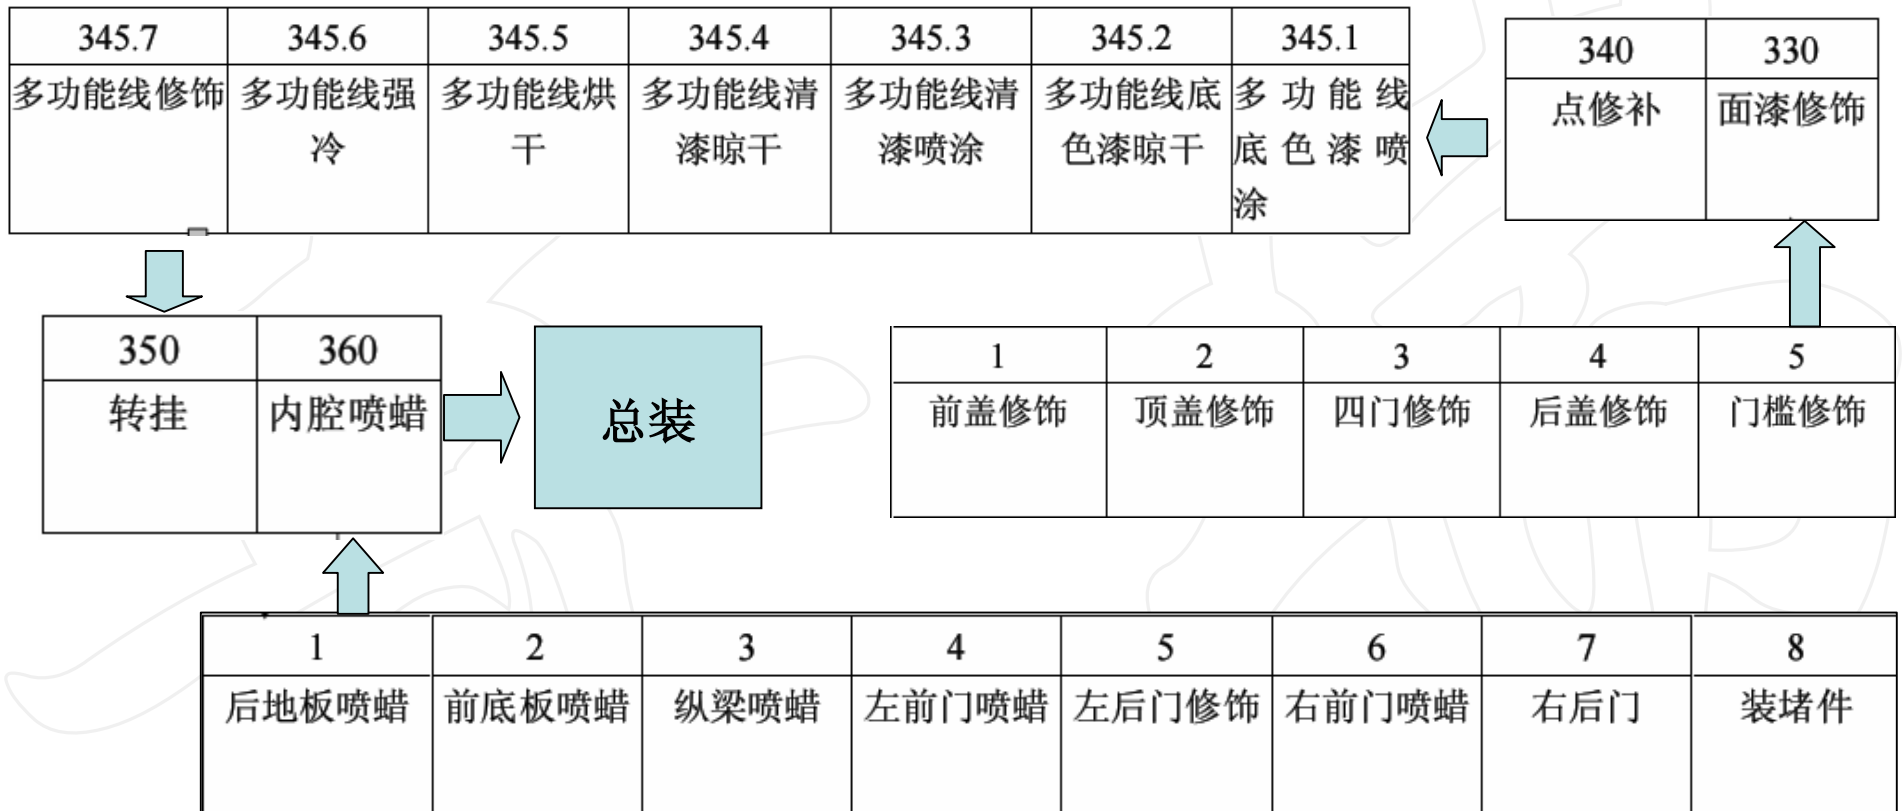 345.7 345.6 345.5 345.4 345.3 345.2 345.1
多功能线修饰 多功能线强 多功能线烘 多功能线清 多功能线清 多功能线底 多功能线
冷 干 漆晾干 漆喷涂 色漆晾干 底色漆喷
涂
340 330
点修补 面漆修饰
350 360
转挂 内腔喷蜡
总装
1 2 3 4 5
前盖修饰 顶盖修饰 四门修饰 后盖修饰 门槛修饰
1 2 3 4 5 6 7 8
后地板喷蜡 前底板喷蜡 纵梁喷蜡 左前门喷蜡 左后门修饰 右前门喷蜡 右后门 装堵件